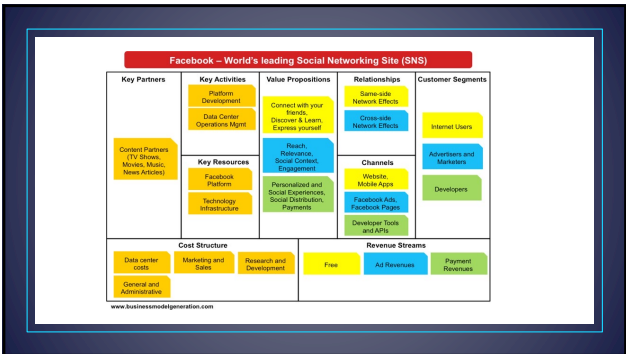 Facebook – World's leading Social Networking Site (SNS)
Key Partners
Content Partners
(TV Shows,
Movies, Music,
News Articles)
Key Activities
Platform
Development
Data Center
Operations Mgmt
Key Resources
Facebook
Platform
Technology
Infrastructure
Value Propositions
Connect with your
friends,
Discover & Learn,
Express yourself
Reach,
Relevance,
Social Context,
Engagement
Personalized and
Social Experiences,
Social Distribution,
Payments
Relationships
Same-side
Network Effects
Cross-side
Network Effects
Channels
Website,
Mobile Apps
Facebook Ads,
Facebook Pages
Developer Tools
and APIs
Customer Segments
Internet Users
Advertisers and
Marketers
Developers
Cost Structure
Data center
costs
Marketing and
Sales
Research and
Development
General and
Administrative
Revenue Streams
Free
Ad Revenues
Payment
Revenues
www.businessmodelgeneration.com